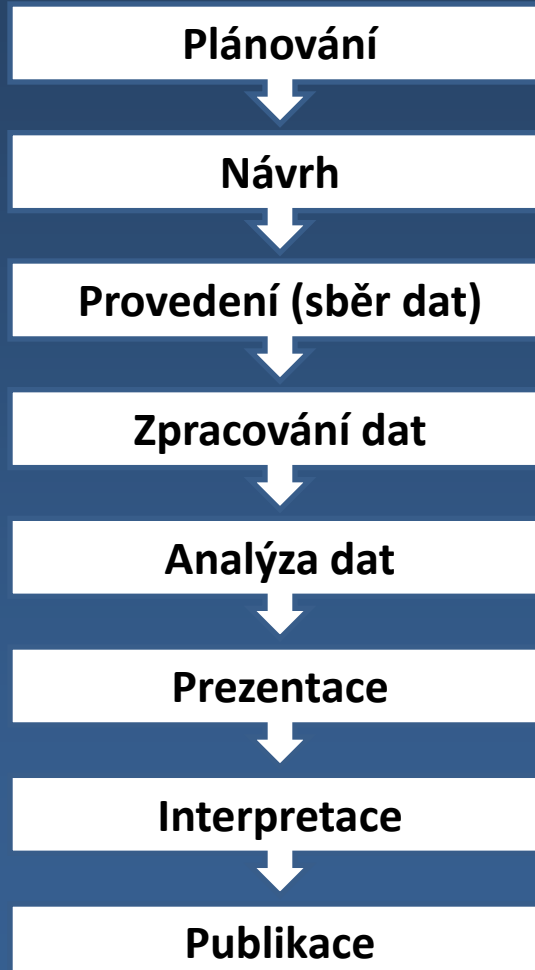 Plánování
Návrh
Provedení (sběr dat)
Zpracování dat
Analýza dat
Prezentace
Interpretace
Publikace